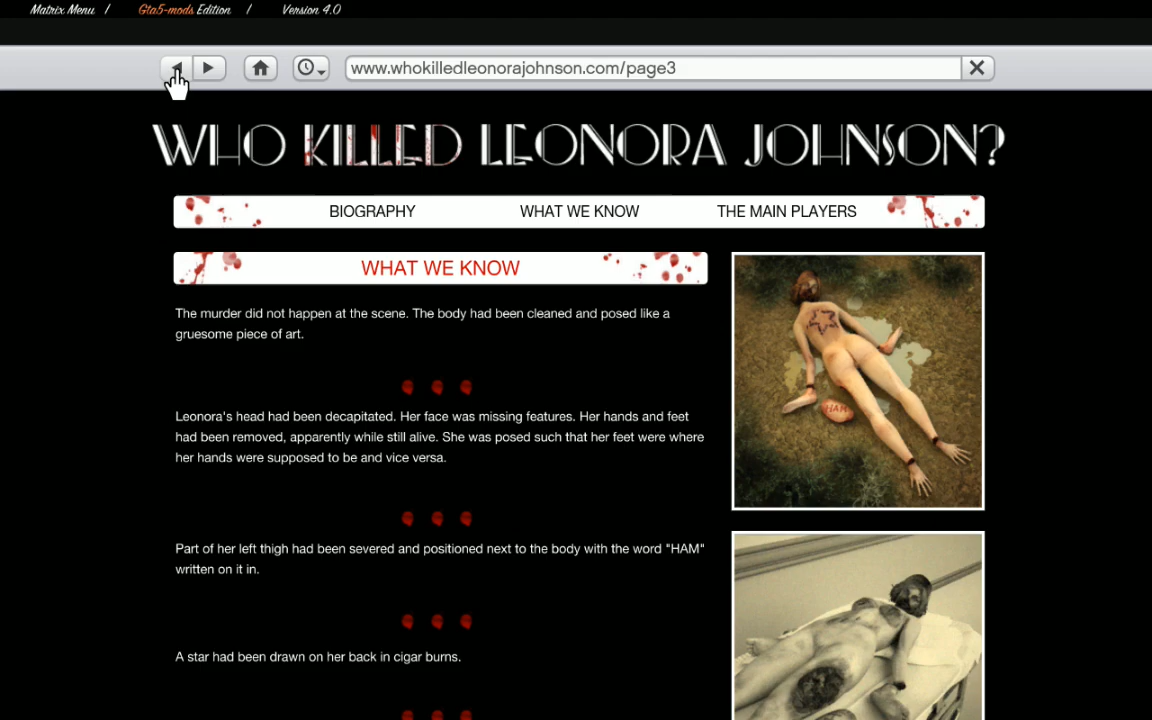 Matrix Menu / Gta5-mods Edition / Version 4.0
www.whokilledleonorajohnson.com/page3
WHO KILLED LEONORA JOHNSON?
BIOGRAPHY WHAT WE KNOW THE MAIN PLAYERS
WHAT WE KNOW
The murder did not happen at the scene. The body had been cleaned and posed like a
gruesome piece of art.
Leonora's head had been decapitated. Her face was missing features. Her hands and feet
had been removed, apparently while still alive. She was posed such that her feet were where
her hands were supposed to be and vice versa.
Part of her left thigh had been severed and positioned next to the body with the word "HAM"
written on it in.
A star had been drawn on her back in cigar burns.
HAM